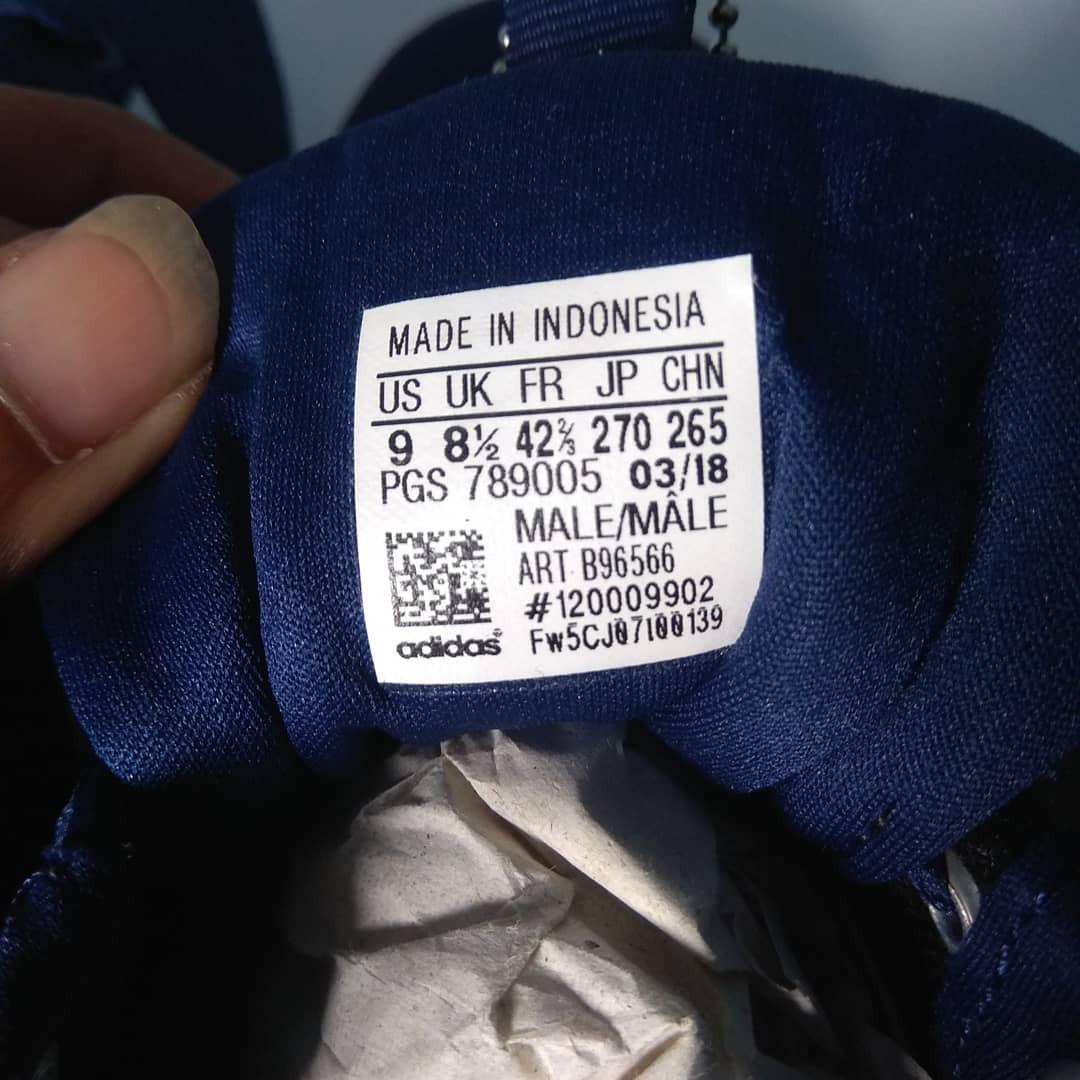 MADE IN INDONESIA
US UK FR JP CHN
9 8½ 42⅔ 270 265
PGS 789005 03/18
MALE/MÂLE
ART B96566
#120009902
adidas FW5CJ07100139